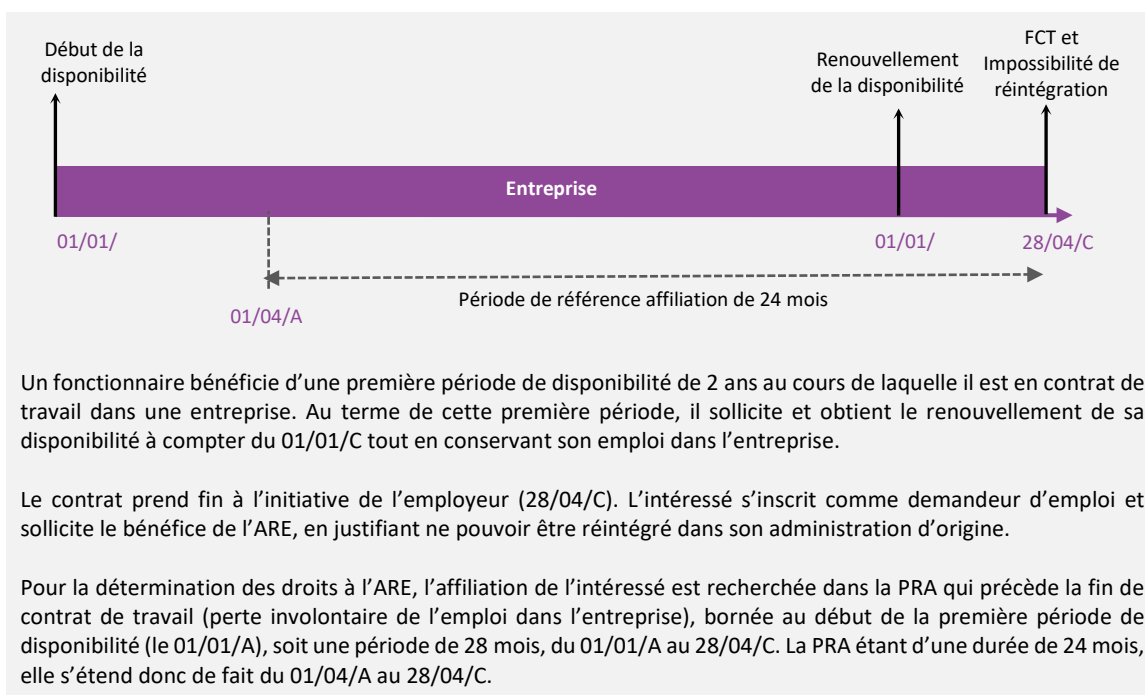 Début de la
disponibilité
Renouvellement
de la disponibilité
FCT et
Impossibilité de
réintégration
Entreprise
01/01/
01/01/
28/04/C
Période de référence affiliation de 24 mois
01/04/A
Un fonctionnaire bénéficie d’une première période de disponibilité de 2 ans au cours de laquelle il est en contrat de
travail dans une entreprise. Au terme de cette première période, il sollicite et obtient le renouvellement de sa
disponibilité à compter du 01/01/C tout en conservant son emploi dans l’entreprise.
Le contrat prend fin à l’initiative de l’employeur (28/04/C). L’intéressé s’inscrit comme demandeur d’emploi et
sollicite le bénéfice de l’ARE, en justifiant ne pouvoir être réintégré dans son administration d’origine.
Pour la détermination des droits à l’ARE, l’affiliation de l’intéressé est recherchée dans la PRA qui précède la fin de
contrat de travail (perte involontaire de l’emploi dans l’entreprise), bornée au début de la première période de
disponibilité (le 01/01/A), soit une période de 28 mois, du 01/01/A au 28/04/C. La PRA étant d’une durée de 24 mois,
elle s’étend donc de fait du 01/04/A au 28/04/C.